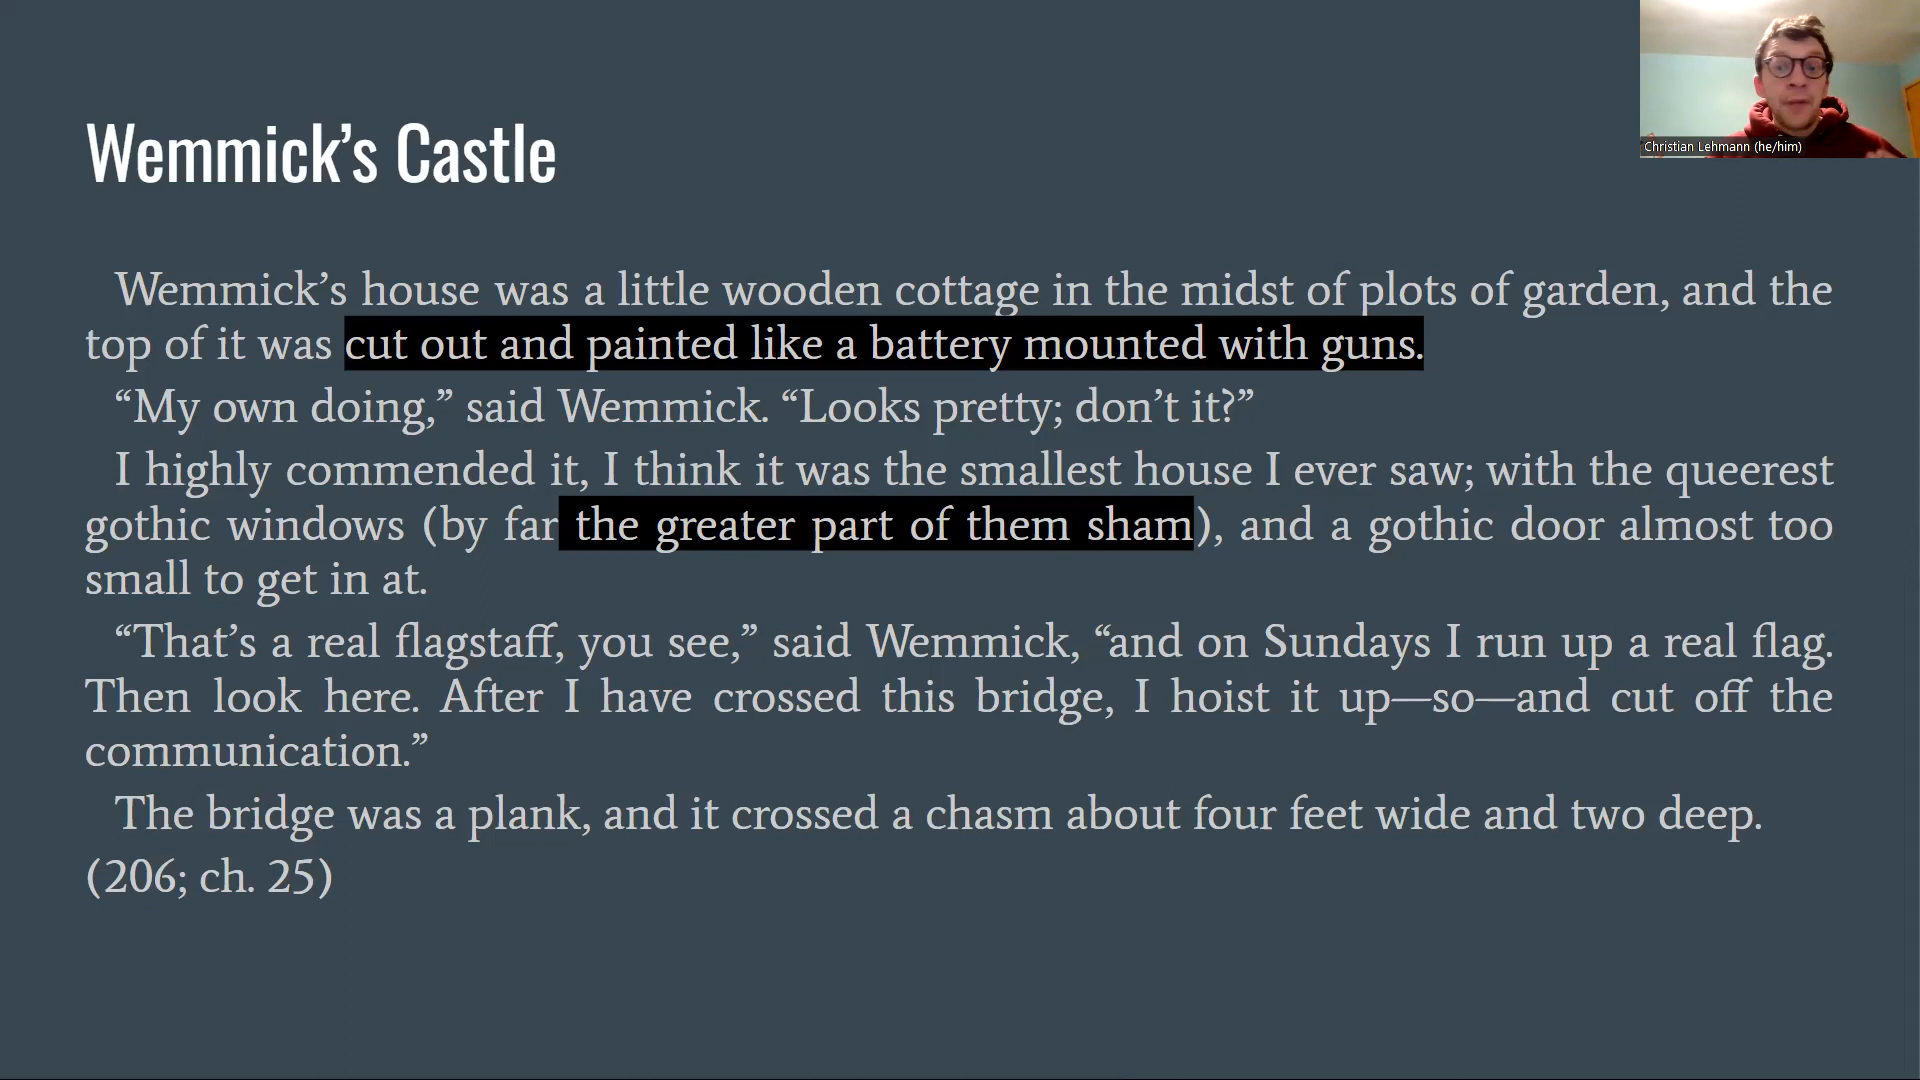 Wemmick’s Castle
Christian Lehmann (he/him)
Wemmick’s house was a little wooden cottage in the midst of plots of garden, and the
top of it was cut out and painted like a battery mounted with guns.
“My own doing,” said Wemmick. “Looks pretty; don’t it?”
I highly commended it, I think it was the smallest house I ever saw; with the queerest
gothic windows (by far the greater part of them sham), and a gothic door almost too
small to get in at.
“That’s a real flagstaff, you see,” said Wemmick, “and on Sundays I run up a real flag.
Then look here. After I have crossed this bridge, I hoist it up—so—and cut off the
communication.”
The bridge was a plank, and it crossed a chasm about four feet wide and two deep.
(206; ch. 25)